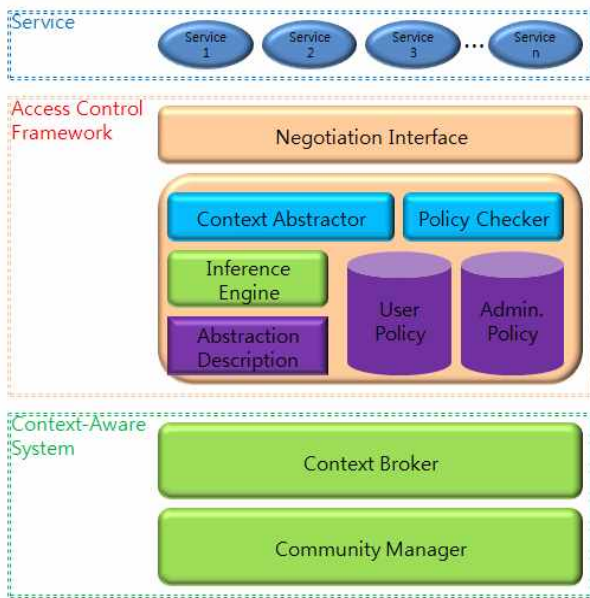 Service
Service
1
Service
2
Service
3
...
Service
n
Access Control
Framework
Negotiation Interface
Context Abstractor
Policy Checker
Inference
Engine
User
Policy
Admin.
Policy
Abstraction
Description
Context-Aware
System
Context Broker
Community Manager